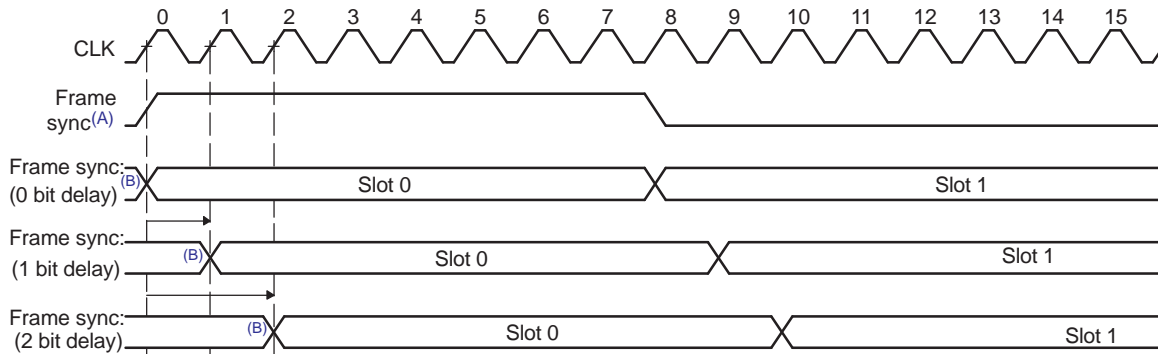 0 1 2 3 4 5 6 7 8 9 10 11 12 13 14 15
CLK
Frame
sync(A)
Frame sync:
(0 bit delay)
(B)
Slot 0
Slot 1
Frame sync:
(1 bit delay)
(B)
Slot 0
Slot 1
Frame sync:
(2 bit delay)
(B)
Slot 0
Slot 1